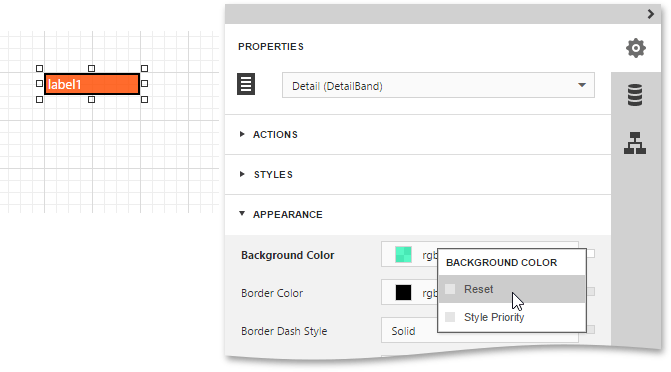 label1
PROPERTIES
Detail (DetailBand)
ACTIONS
STYLES
APPEARANCE
Background Color
rgb
BACKGROUND COLOR
Border Color
rgb
Reset
Border Dash Style
Solid
Style Priority